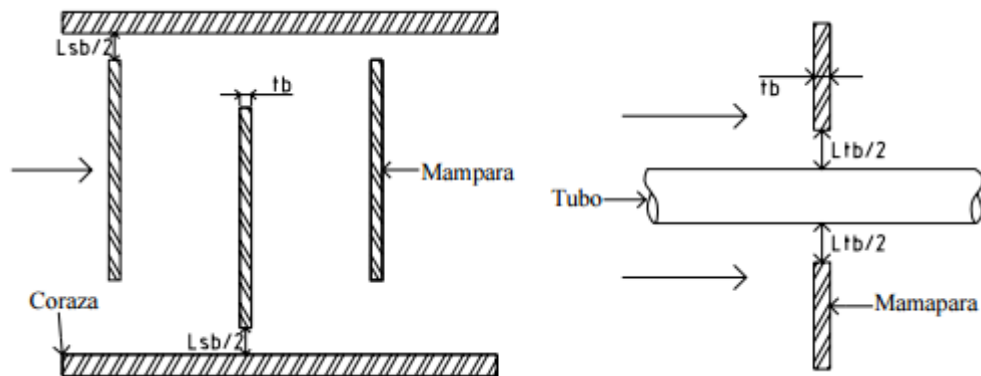 Lsb/2
tb
Mampara
Coraza
Lsb/2
tb
Ltb/2
Tubo
Ltb/2
Mamapara